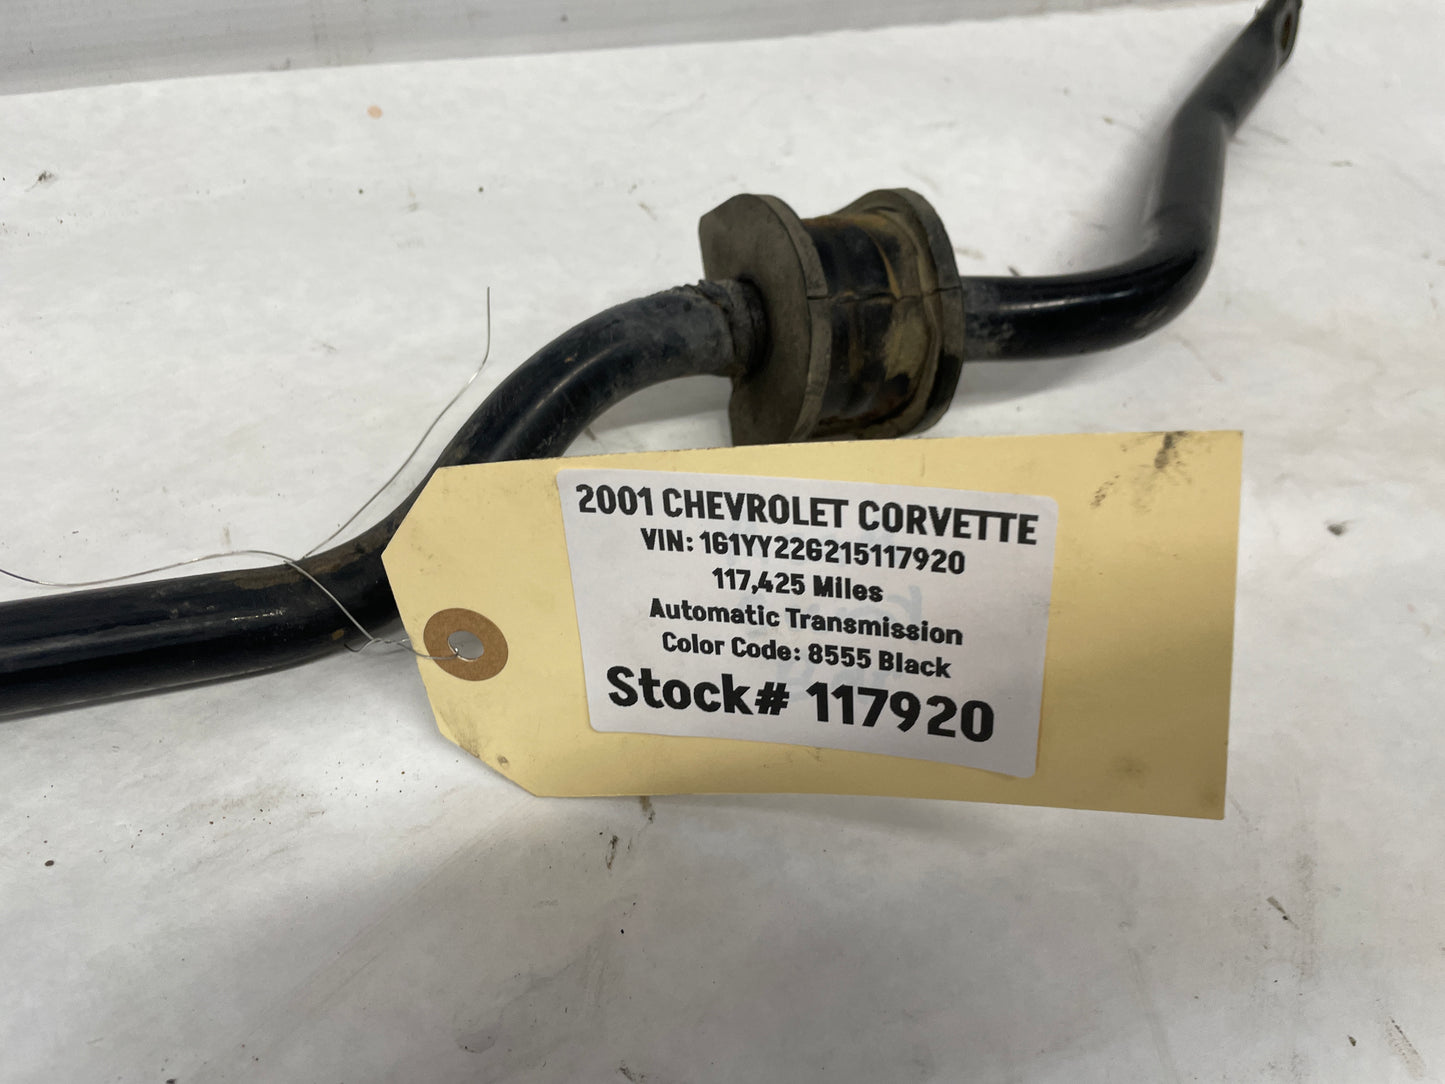 2001 CHEVROLET CORVETTE
VIN: 1G1YY22G215117920
117,425 Miles
Automatic Transmission
Color Code: 8555 Black
Stock# 117920